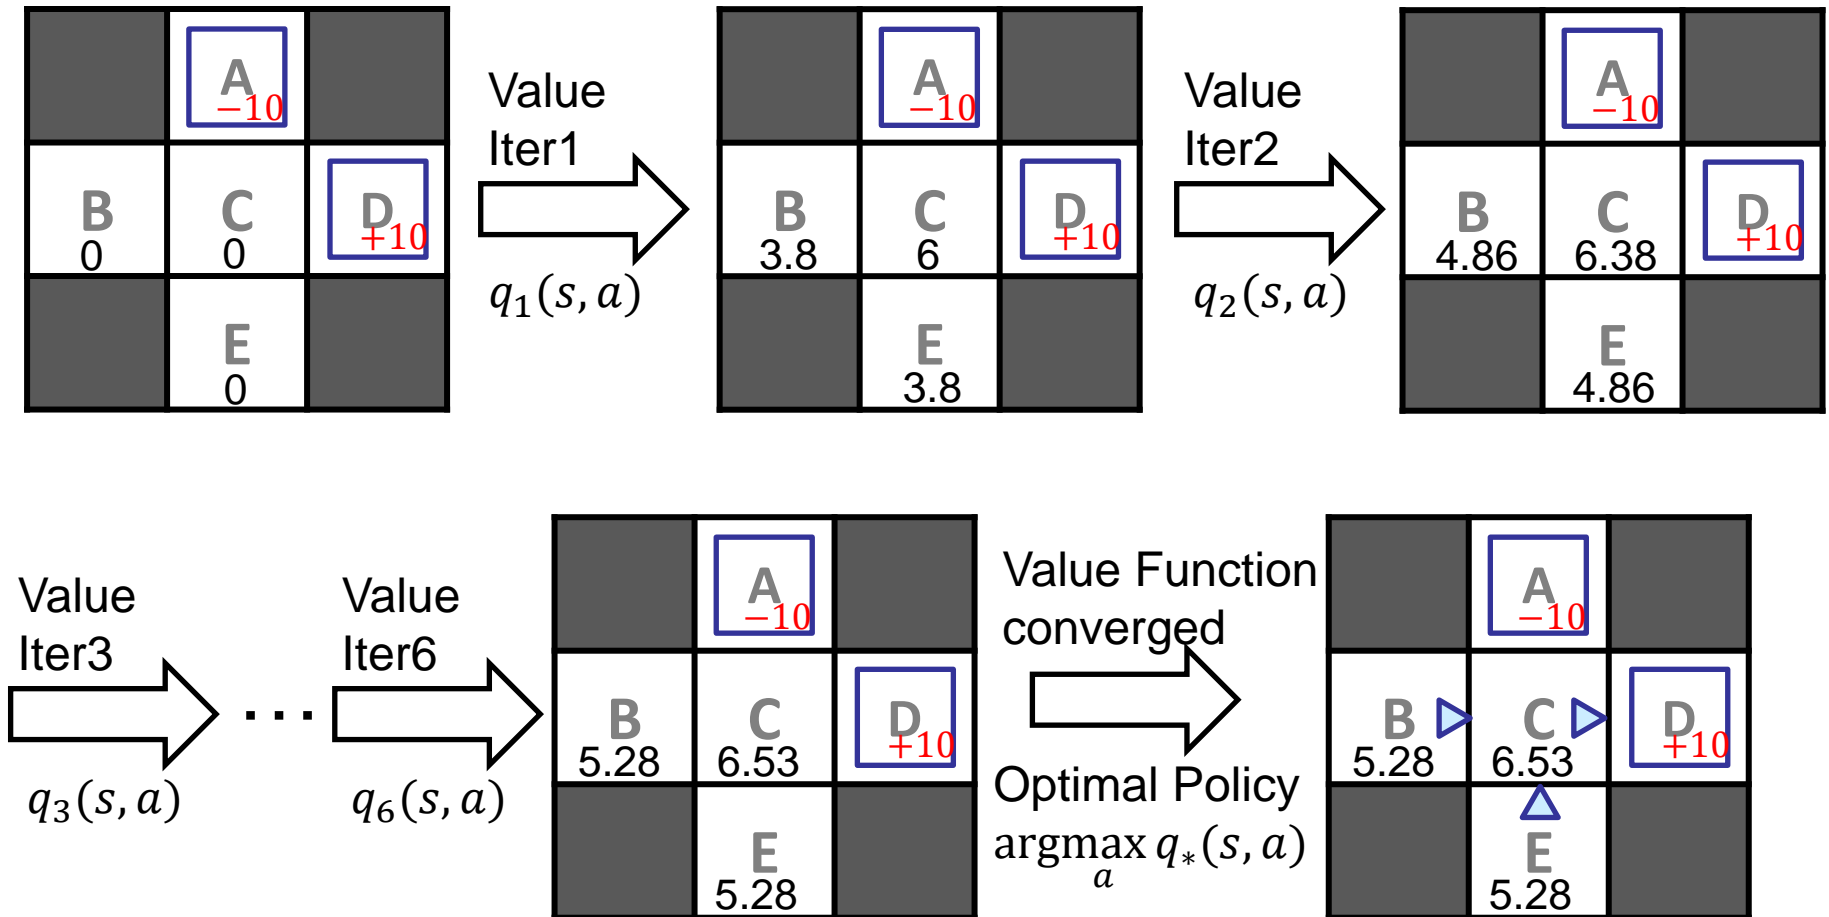 A
−10
B
0
C
0
D
+10
E
0
Value
Iter1
q₁(s, a)
A
−10
B
3.8
C
6
D
+10
E
3.8
Value
Iter2
q₂(s, a)
A
−10
B
4.86
C
6.38
D
+10
E
4.86
Value
Iter3
q₃(s, a)
...
Value
Iter6
q₆(s, a)
A
−10
B
5.28
C
6.53
D
+10
E
5.28
Value Function
converged
Optimal Policy
argmax q∗(s, a)
a
A
−10
B
5.28
C
6.53
D
+10
E
5.28